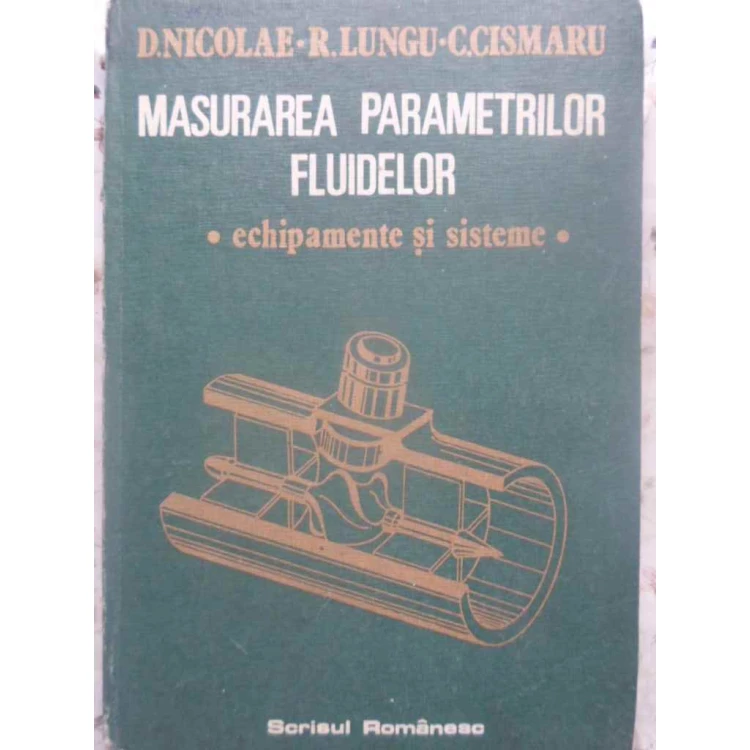 D.NICOLAE·R.LUNGU·C.CISMARU
MASURAREA PARAMETRILOR
FLUIDELOR
• echipamente și sisteme •
Scrisul Românesc